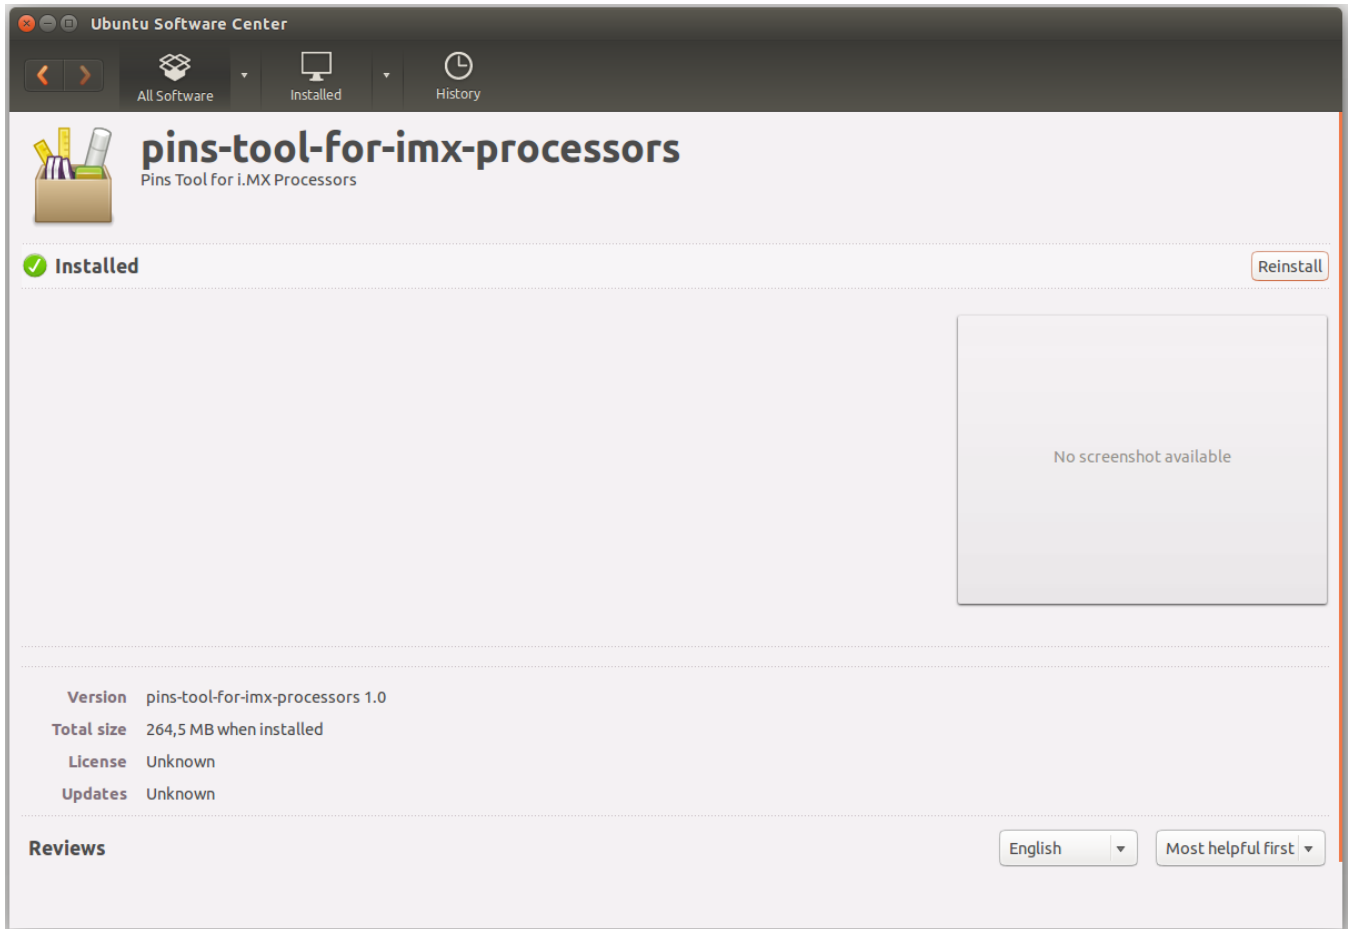 Ubuntu Software Center
All Software
Installed
History
pins-tool-for-imx-processors
Pins Tool for i.MX Processors
Installed
Reinstall
No screenshot available
Version pins-tool-for-imx-processors 1.0
Total size 264,5 MB when installed
License Unknown
Updates Unknown
Reviews
English
Most helpful first